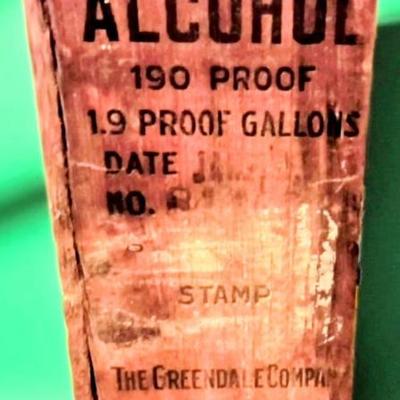 ALCOHOL
190 PROOF
1.9 PROOF GALLONS
DATE
NO.
STAMP
THE GREENDALE COMPAN